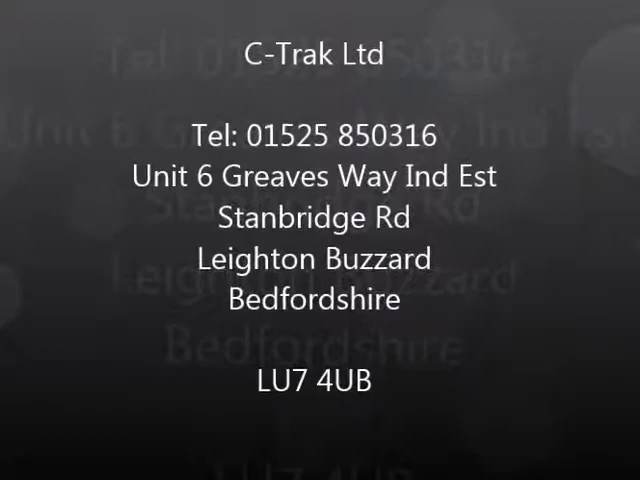 C-Trak Ltd
Tel: 01525 850316
Unit 6 Greaves Way Ind Est
Stanbridge Rd
Leighton Buzzard
Bedfordshire
LU7 4UB